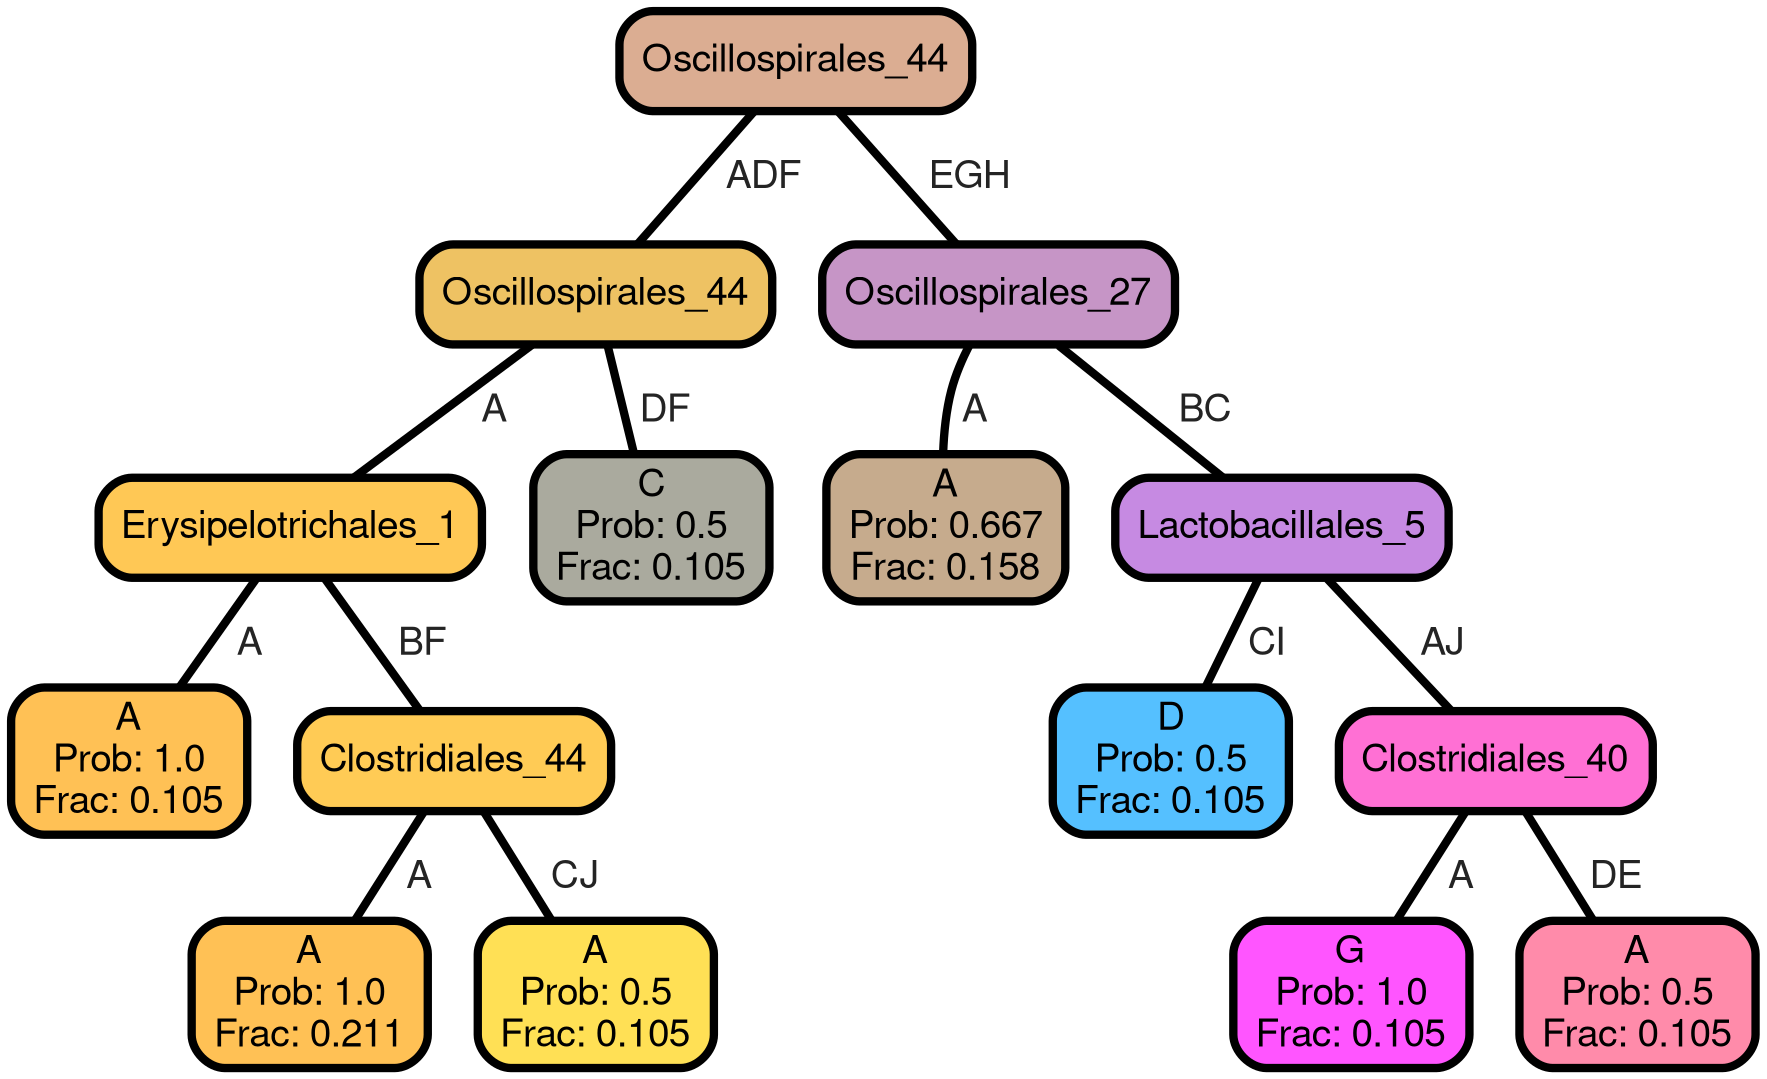 Oscillospirales_44
ADF
EGH
Oscillospirales_44
Oscillospirales_27
A
DF
A
BC
Erysipelotrichales_1
C
Prob: 0.5
Frac: 0.105
A
Prob: 0.667
Frac: 0.158
Lactobacillales_5
A
BF
CI
AJ
A
Prob: 1.0
Frac: 0.105
Clostridiales_44
D
Prob: 0.5
Frac: 0.105
Clostridiales_40
A
CJ
A
DE
A
Prob: 1.0
Frac: 0.211
A
Prob: 0.5
Frac: 0.105
G
Prob: 1.0
Frac: 0.105
A
Prob: 0.5
Frac: 0.105